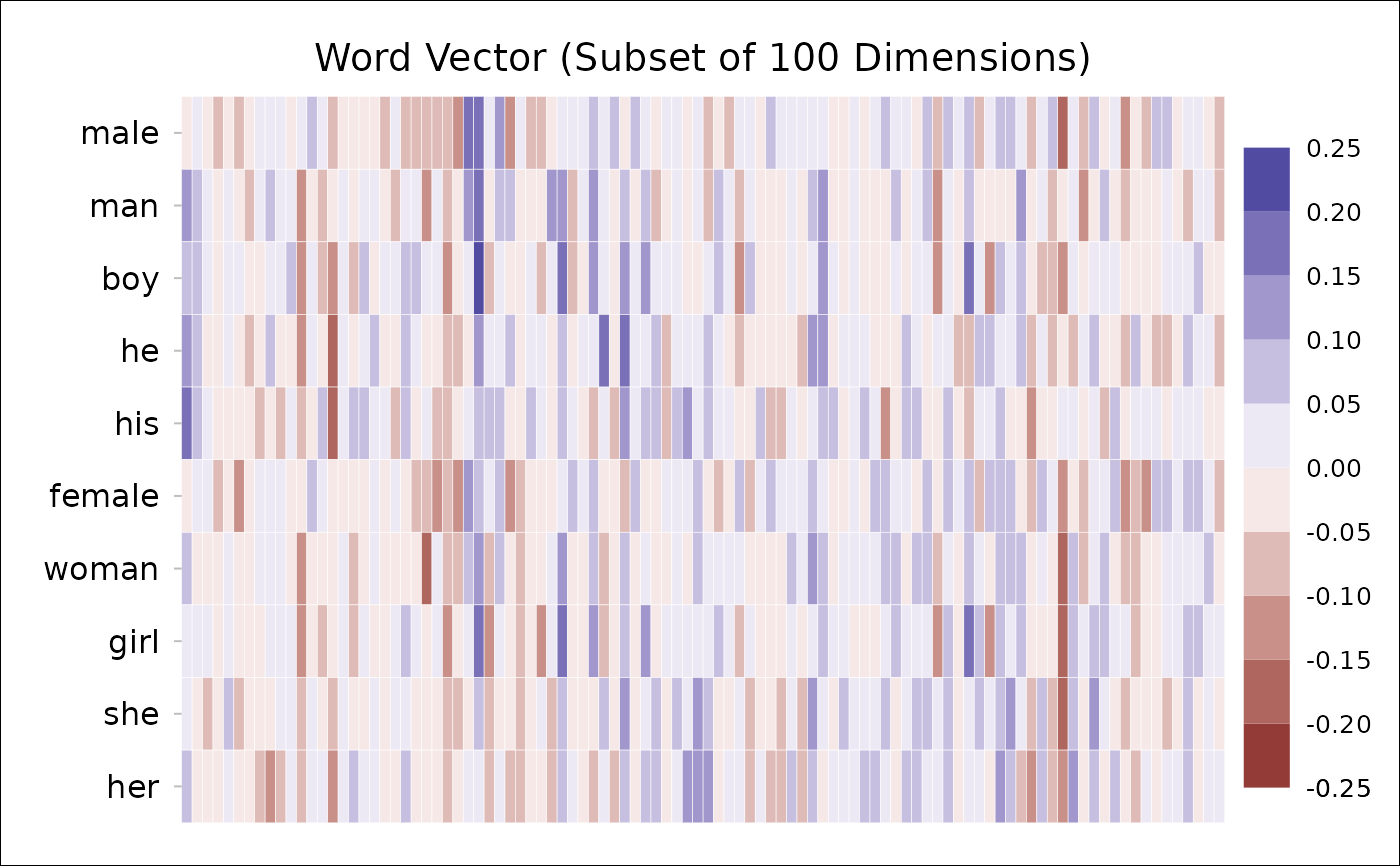 Word Vector (Subset of 100 Dimensions)
male
man
boy
he
his
female
woman
girl
she
her
0.25
0.20
0.15
0.10
0.05
0.00
-0.05
-0.10
-0.15
-0.20
-0.25